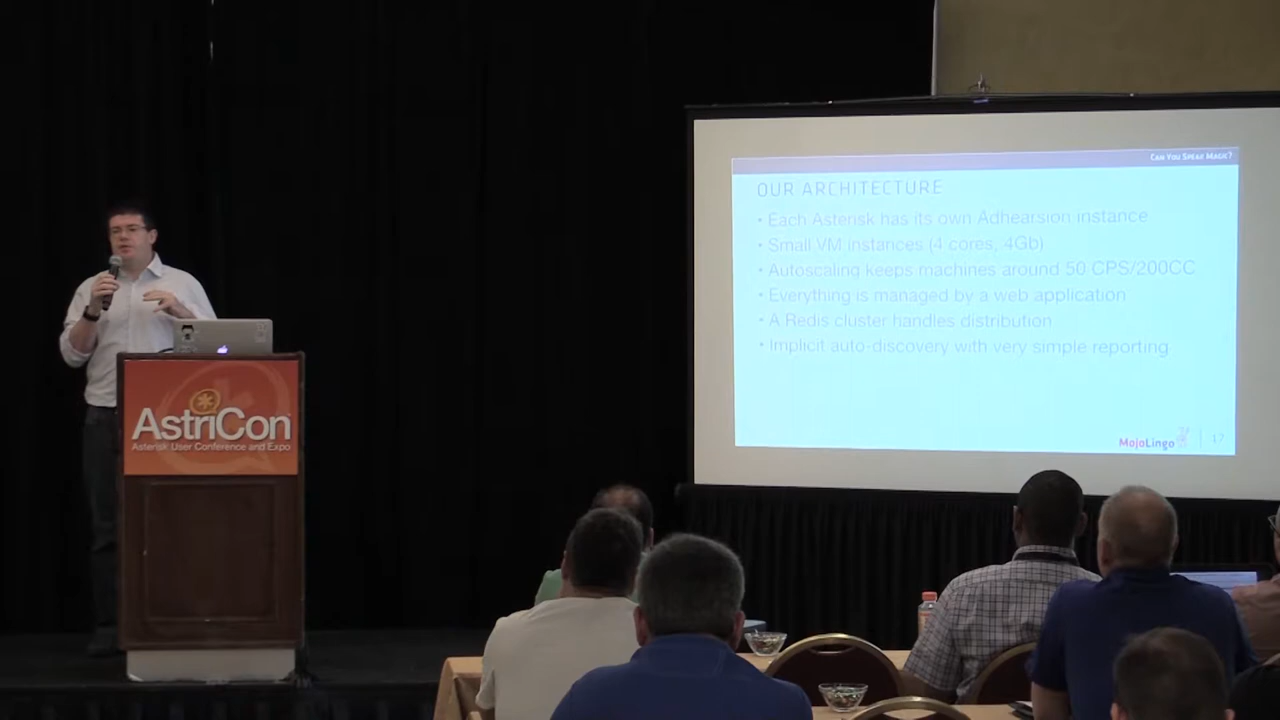 CAN YOU SPEAK MAGIC?
OUR ARCHITECTURE
• Each Asterisk has its own Adhearsion instance
• Small VM instances (4 cores, 4Gb)
• Autoscaling keeps machines around 50 CPS/200CC
• Everything is managed by a web application
• A Redis cluster handles distribution
• Implicit auto-discovery with very simple reporting
MojoLingo
17
AstriCon
Asterisk User Conference and Expo